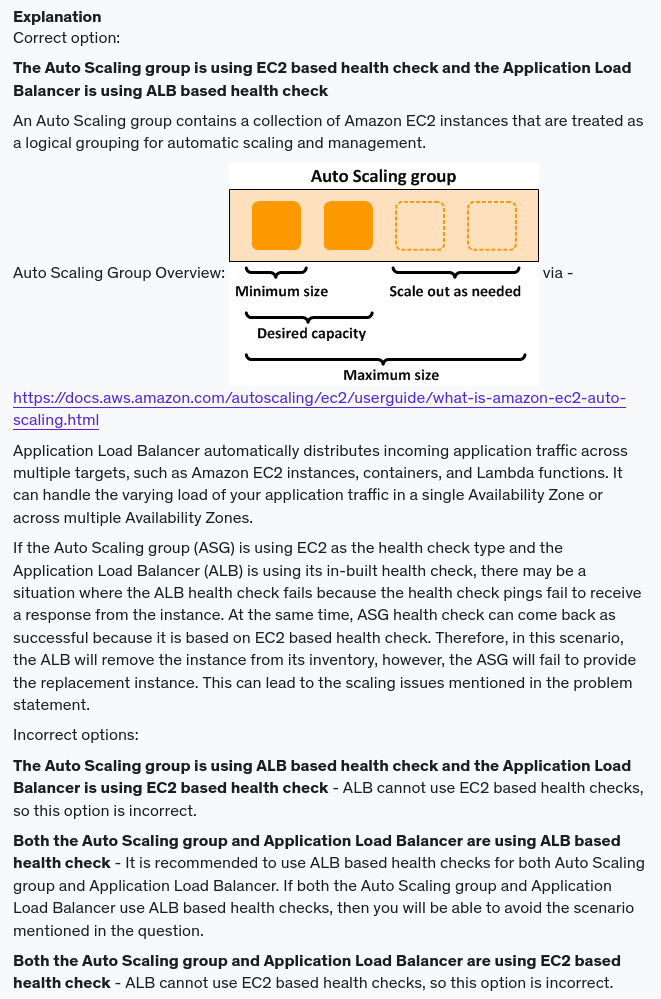 Explanation
Correct option:
The Auto Scaling group is using EC2 based health check and the Application Load
Balancer is using ALB based health check
An Auto Scaling group contains a collection of Amazon EC2 instances that are treated as
a logical grouping for automatic scaling and management.
Auto Scaling group
Auto Scaling Group Overview:
via -
Minimum size
Scale out as needed
Desired capacity
Maximum size
https://docs.aws.amazon.com/autoscaling/ec2/userguide/what-is-amazon-ec2-auto-
scaling.html
Application Load Balancer automatically distributes incoming application traffic across
multiple targets, such as Amazon EC2 instances, containers, and Lambda functions. It
can handle the varying load of your application traffic in a single Availability Zone or
across multiple Availability Zones.
If the Auto Scaling group (ASG) is using EC2 as the health check type and the
Application Load Balancer (ALB) is using its in-built health check, there may be a
situation where the ALB health check fails because the health check pings fail to receive
a response from the instance. At the same time, ASG health check can come back as
successful because it is based on EC2 based health check. Therefore, in this scenario,
the ALB will remove the instance from its inventory, however, the ASG will fail to provide
the replacement instance. This can lead to the scaling issues mentioned in the problem
statement.
Incorrect options:
The Auto Scaling group is using ALB based health check and the Application Load
Balancer is using EC2 based health check - ALB cannot use EC2 based health checks,
so this option is incorrect.
Both the Auto Scaling group and Application Load Balancer are using ALB based
health check - It is recommended to use ALB based health checks for both Auto Scaling
group and Application Load Balancer. If both the Auto Scaling group and Application
Load Balancer use ALB based health checks, then you will be able to avoid the scenario
mentioned in the question.
Both the Auto Scaling group and Application Load Balancer are using EC2 based
health check - ALB cannot use EC2 based health checks, so this option is incorrect.